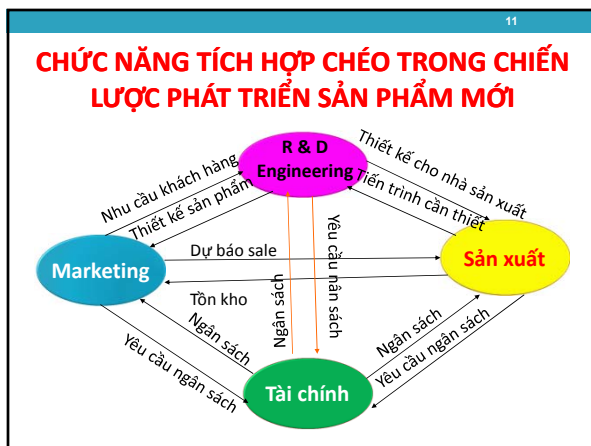 11
CHỨC NĂNG TÍCH HỢP CHÉO TRONG CHIẾN
LƯỢC PHÁT TRIỂN SẢN PHẨM MỚI
R & D
Engineering
Nhu cầu khách hàng
Thiết kế sản phẩm
Thiết kế cho nhà sản xuất
Tiến trình cần thiết
Marketing
Dự báo sale
Tồn kho
Sản xuất
Ngân sách
Yêu cầu nân sách
Ngân sách
Yêu cầu ngân sách
Ngân sách
Yêu cầu ngân sách
Tài chính